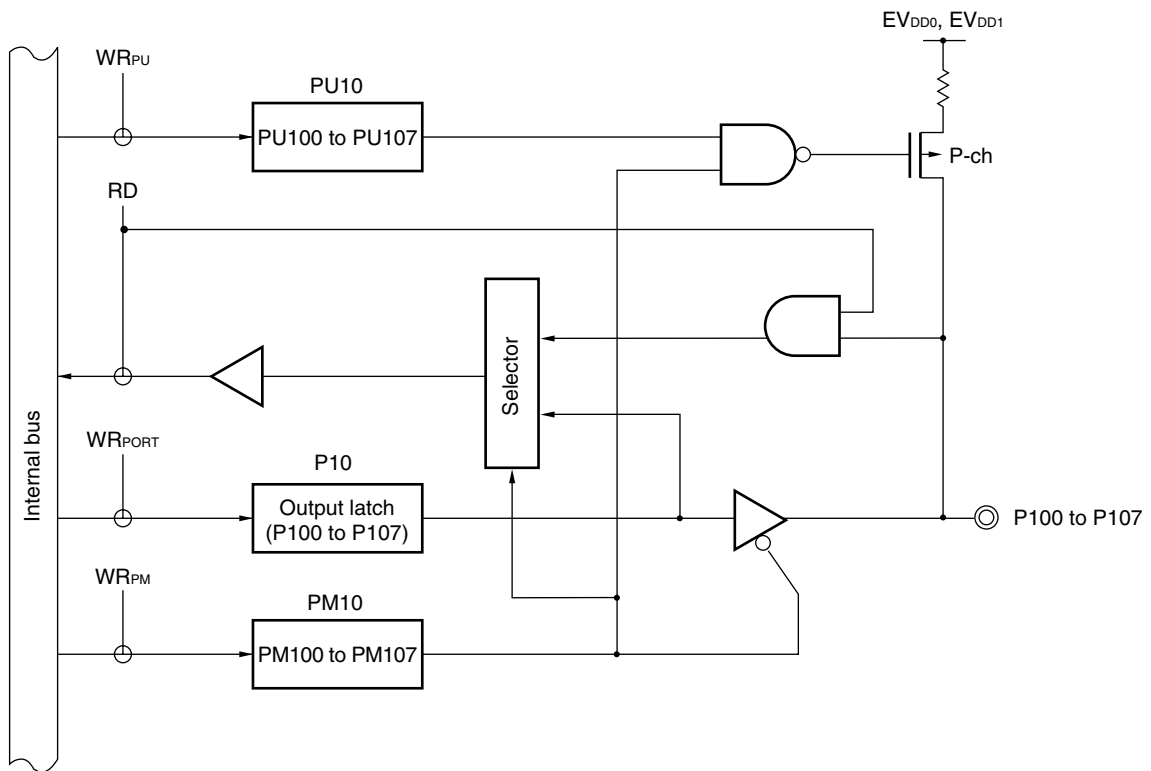 EVDD0, EVDD1
WRPU
PU10
PU100 to PU107
P-ch
RD
Selector
Internal bus
WRPORT
P10
Output latch
(P100 to P107)
P100 to P107
WRPM
PM10
PM100 to PM107